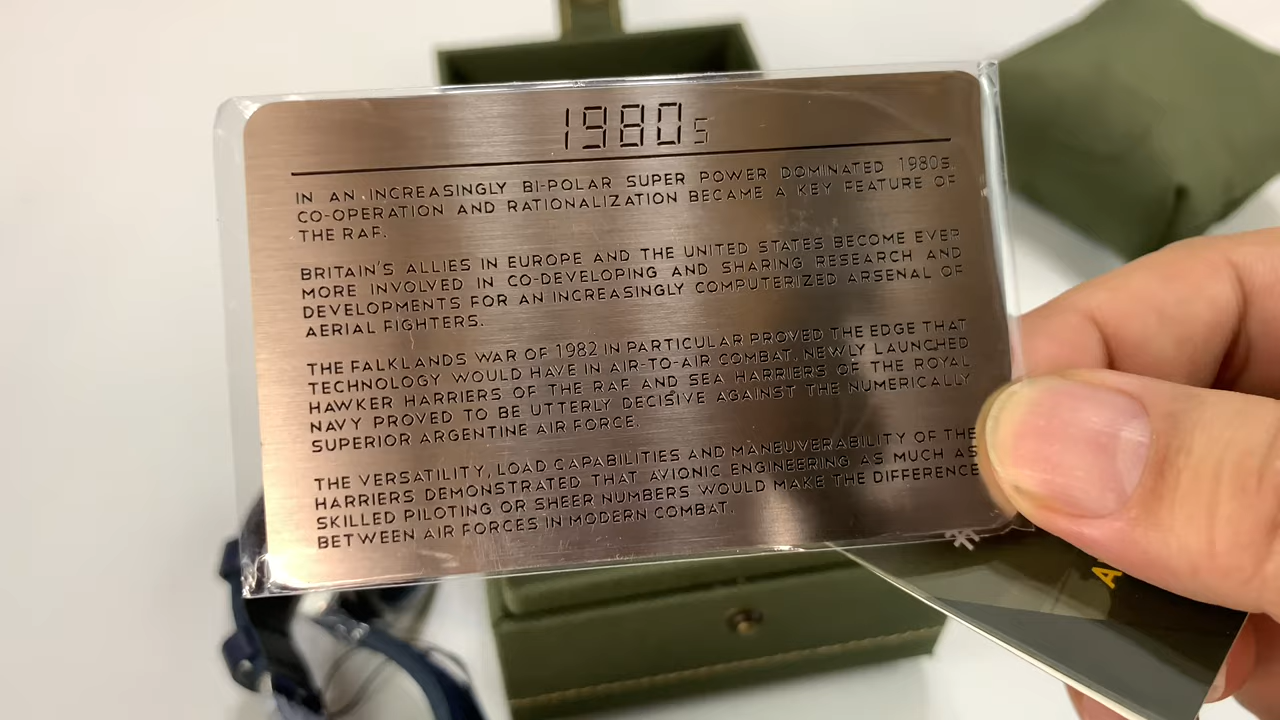 1980s
IN AN INCREASINGLY BI-POLAR SUPER POWER DOMINATED 1980s,
CO-OPERATION AND RATIONALIZATION BECAME A KEY FEATURE OF
THE RAF.
BRITAIN'S ALLIES IN EUROPE AND THE UNITED STATES BECOME EVER
MORE INVOLVED IN CO-DEVELOPING AND SHARING RESEARCH AND
DEVELOPMENTS FOR AN INCREASINGLY COMPUTERIZED ARSENAL OF
AERIAL FIGHTERS.
THE FALKLANDS WAR OF 1982 IN PARTICULAR PROVED THE EDGE THAT
TECHNOLOGY WOULD HAVE IN AIR-TO-AIR COMBAT. NEWLY LAUNCHED
HAWKER HARRIERS OF THE RAF AND SEA HARRIERS OF THE ROYAL
NAVY PROVED TO BE UTTERLY DECISIVE AGAINST THE NUMERICALLY
SUPERIOR ARGENTINE AIR FORCE.
THE VERSATILITY, LOAD CAPABILITIES AND MANEUVERABILITY OF THE
HARRIERS DEMONSTRATED THAT AVIONIC ENGINEERING AS MUCH AS
SKILLED PILOTING OR SHEER NUMBERS WOULD MAKE THE DIFFERENCE
BETWEEN AIR FORCES IN MODERN COMBAT.